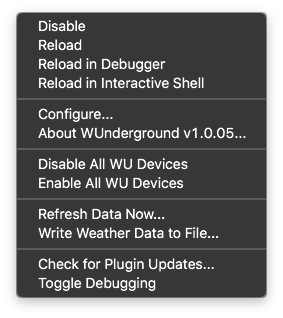 Disable
Reload
Reload in Debugger
Reload in Interactive Shell
Configure...
About WUnderground v1.0.05...
Disable All WU Devices
Enable All WU Devices
Refresh Data Now...
Write Weather Data to File...
Check for Plugin Updates...
Toggle Debugging